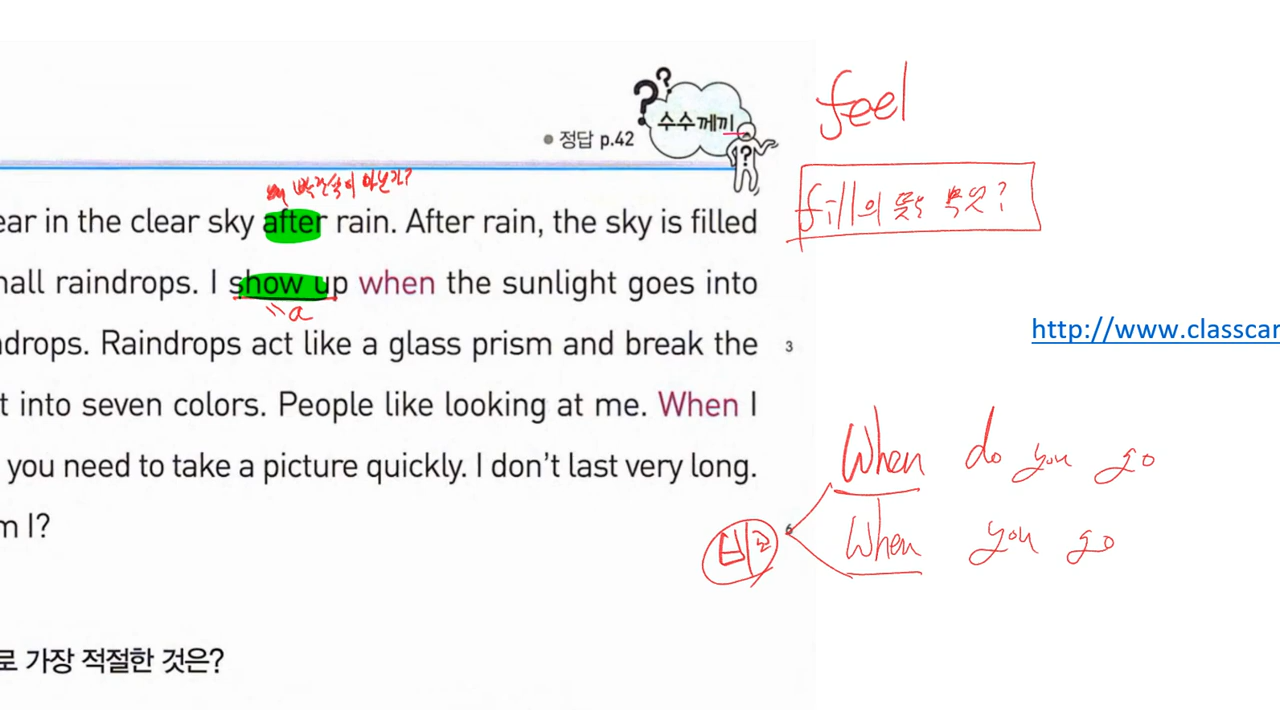 feel
수수께끼
● 정답 p.42
fill의 뜻은 무엇?
ear in the clear sky after rain. After rain, the sky is filled
nall raindrops. I show up when the sunlight goes into
"a
drops. Raindrops act like a glass prism and break the
3
http://www.classcar
t into seven colors. People like looking at me. When I
you need to take a picture quickly. I don't last very long.
When do you go
m I?
비교
When you go
로 가장 적절한 것은?